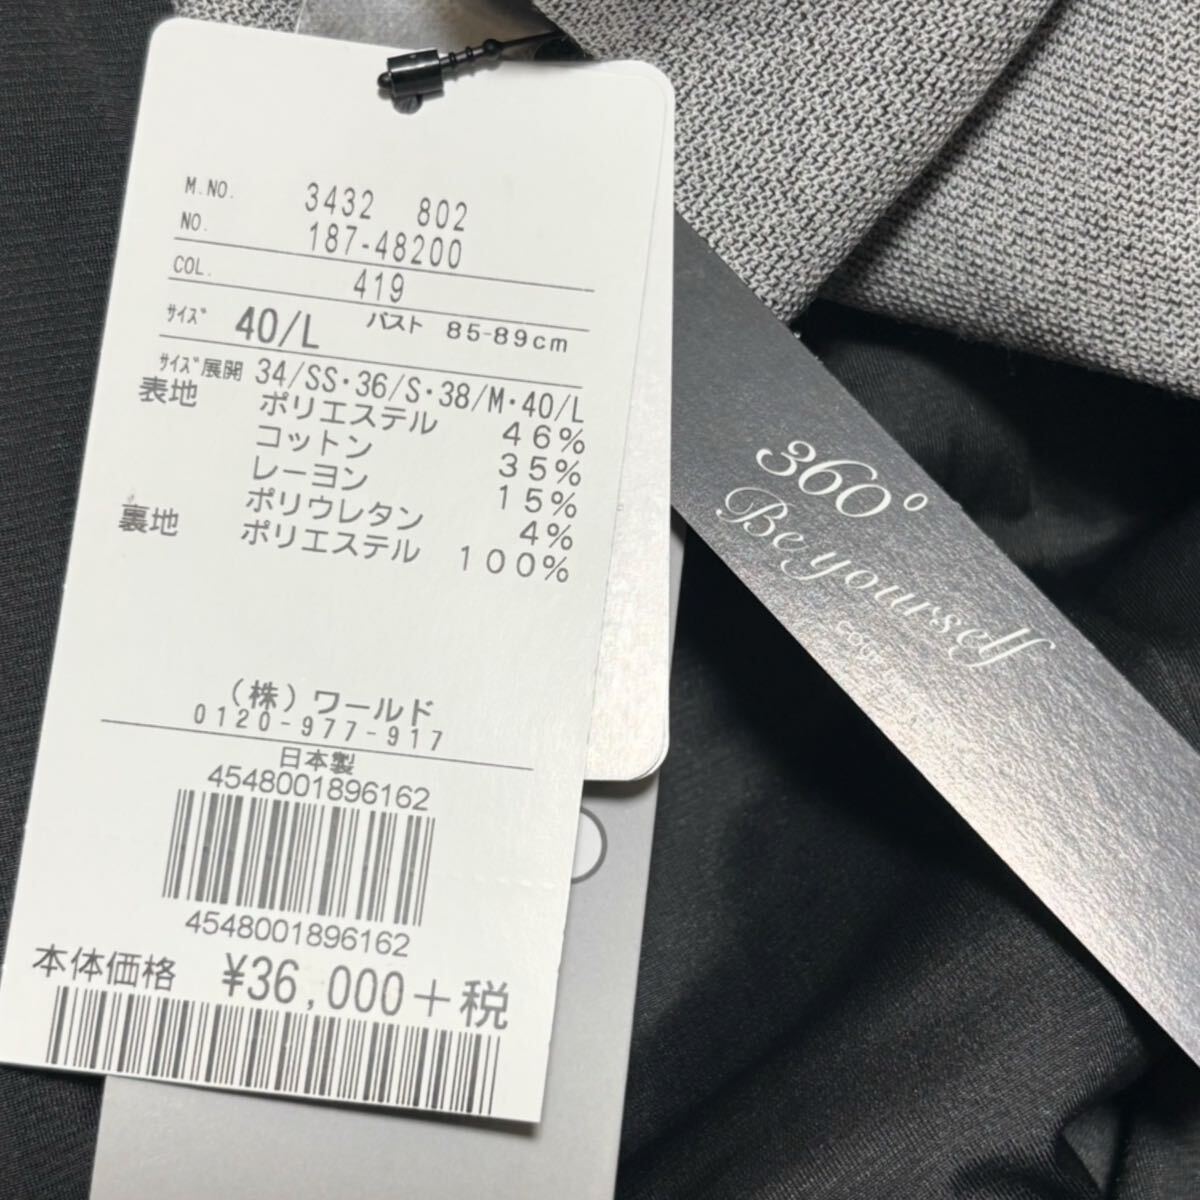 M.NO. 3432 802
NO. 187-48200
COL. 419
サイズ 40/L バスト 85-89cm
サイズ展開 34/SS・36/S・38/M・40/L
表地 ポリエステル 46%
コットン 35%
レーヨン 15%
ポリウレタン 4%
裏地 ポリエステル 100%
(株)ワールド
0120-977-917
日本製
4548001896162
4548001896162
本体価格 ¥36,000+税
360°
Be yourself